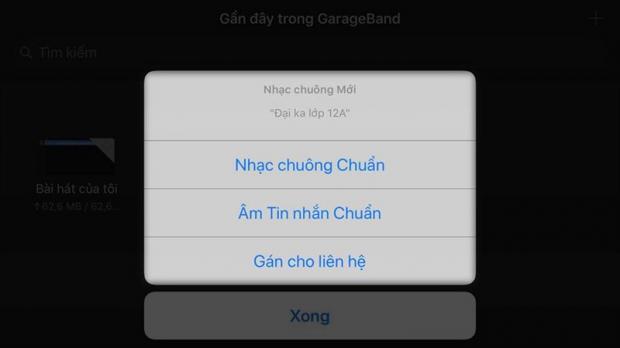 Gần đây trong GarageBand
Tìm kiếm
Nhạc chuông Mới
"Đại ka lớp 12A"
Nhạc chuông Chuẩn
Bài hát của tôi
↑62,6 MB / 62,6...
Âm Tin nhắn Chuẩn
Gán cho liên hệ
Xong